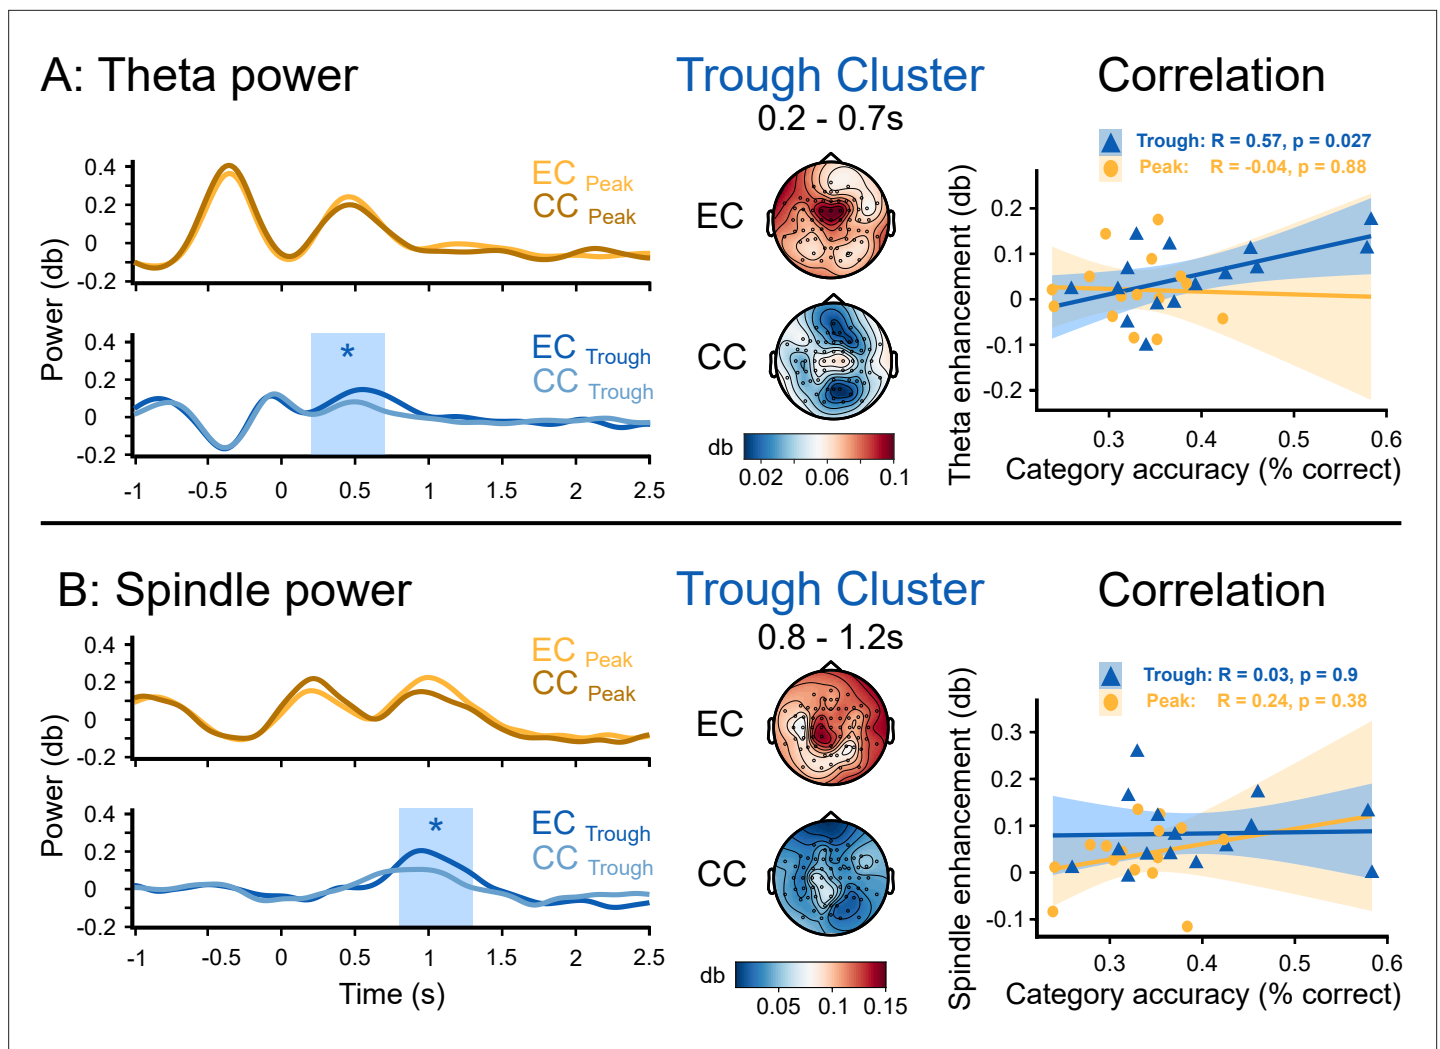 A: Theta power
Trough Cluster
0.2 - 0.7s
Correlation
Power (db)
0.4
0.2
0
-0.2
EC Peak
CC Peak
0.4
0.2
0
-0.2
*
EC Trough
CC Trough
-1 -0.5 0 0.5 1 1.5 2 2.5
EC
CC
db
0.02 0.06 0.1
Trough: R = 0.57, p = 0.027
Peak: R = -0.04, p = 0.88
Theta enhancement (db)
0.2
0.1
0
-0.1
-0.2
0.3 0.4 0.5 0.6
Category accuracy (% correct)
B: Spindle power
Trough Cluster
0.8 - 1.2s
Correlation
Power (db)
0.4
0.2
0
-0.2
EC Peak
CC Peak
0.4
0.2
0
-0.2
*
EC Trough
CC Trough
-1 -0.5 0 0.5 1 1.5 2 2.5
Time (s)
EC
CC
db
0.05 0.1 0.15
Trough: R = 0.03, p = 0.9
Peak: R = 0.24, p = 0.38
Spindle enhancement (db)
0.3
0.2
0.1
0
-0.1
0.3 0.4 0.5 0.6
Category accuracy (% correct)